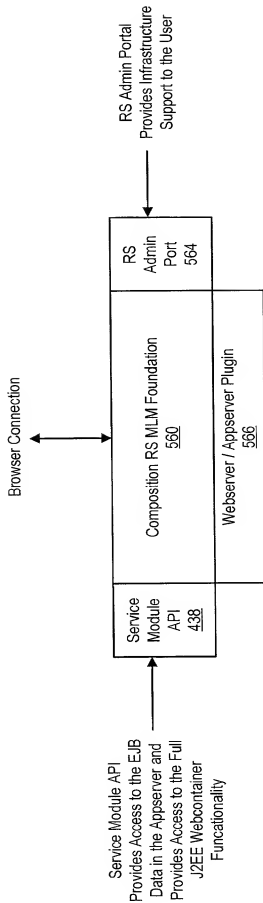 Browser Connection
Service Module API
Provides Access to the EJB
Data in the Appserver and
Provides Access to the Full
J2EE Webcontainer
Funcationality
Service
Module
API
438
Composition RS MLM Foundation
560
RS
Admin
Port
564
Webserver / Appserver Plugin
566
RS Admin Portal
Provides Infrastructure
Support to the User